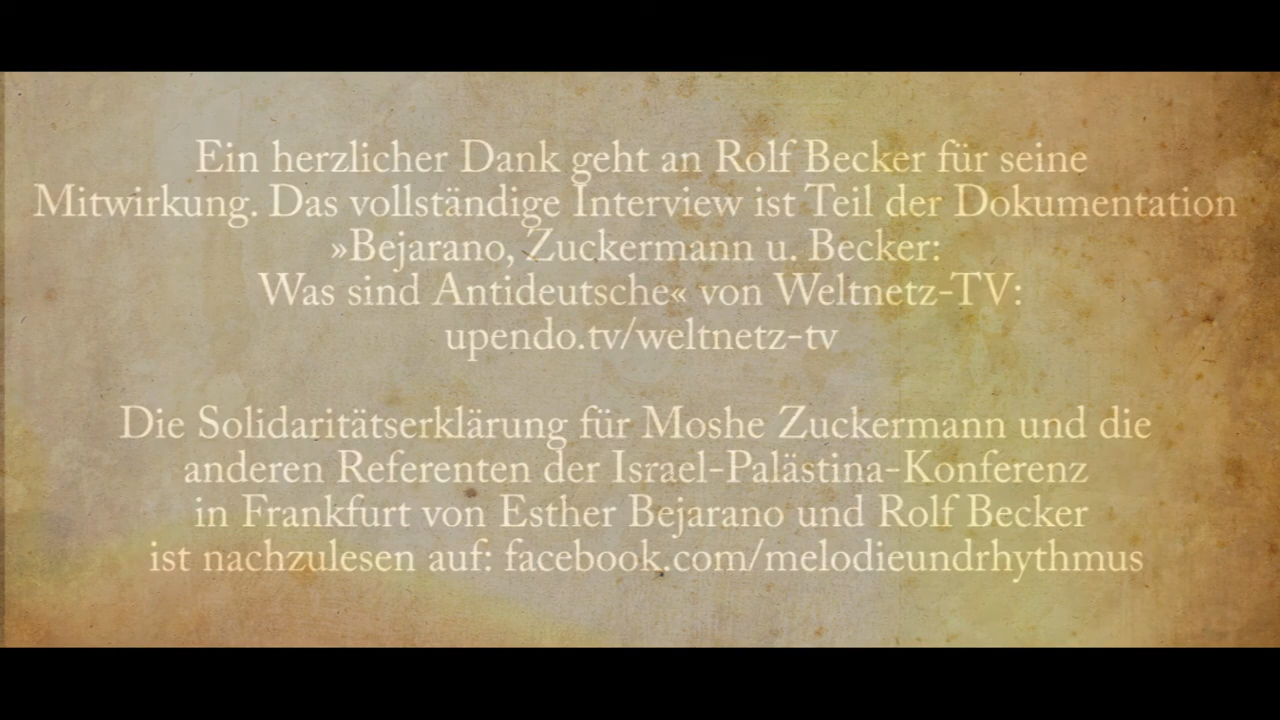 Ein herzlicher Dank geht an Rolf Becker für seine
Mitwirkung. Das vollständige Interview ist Teil der Dokumentation
»Bejarano, Zuckermann u. Becker:
Was sind Antideutsche« von Weltnetz-TV:
upendo.tv/weltnetz-tv
Die Solidaritätserklärung für Moshe Zuckermann und die
anderen Referenten der Israel-Palästina-Konferenz
in Frankfurt von Esther Bejarano und Rolf Becker
ist nachzulesen auf: facebook.com/melodieundrhythmus